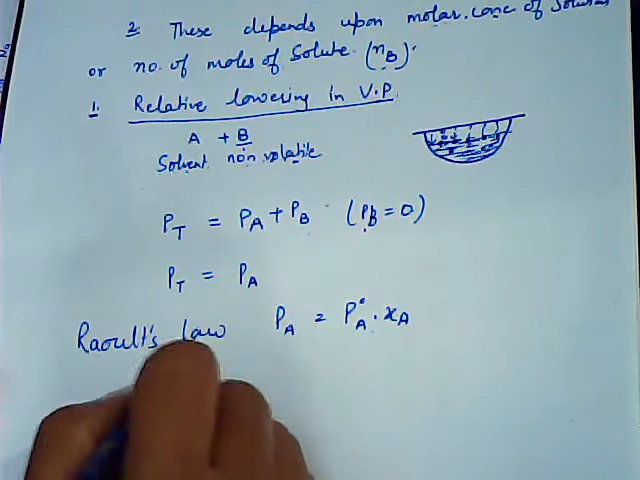 2. These depends upon molar. conc of Solution
or no. of moles of Solute. (nB).
1. Relative lowering in V.P.
A + B
Solvent non volatile
PT = PA + PB (PB = 0)
PT = PA
Raoult's law PA = P°A . xA